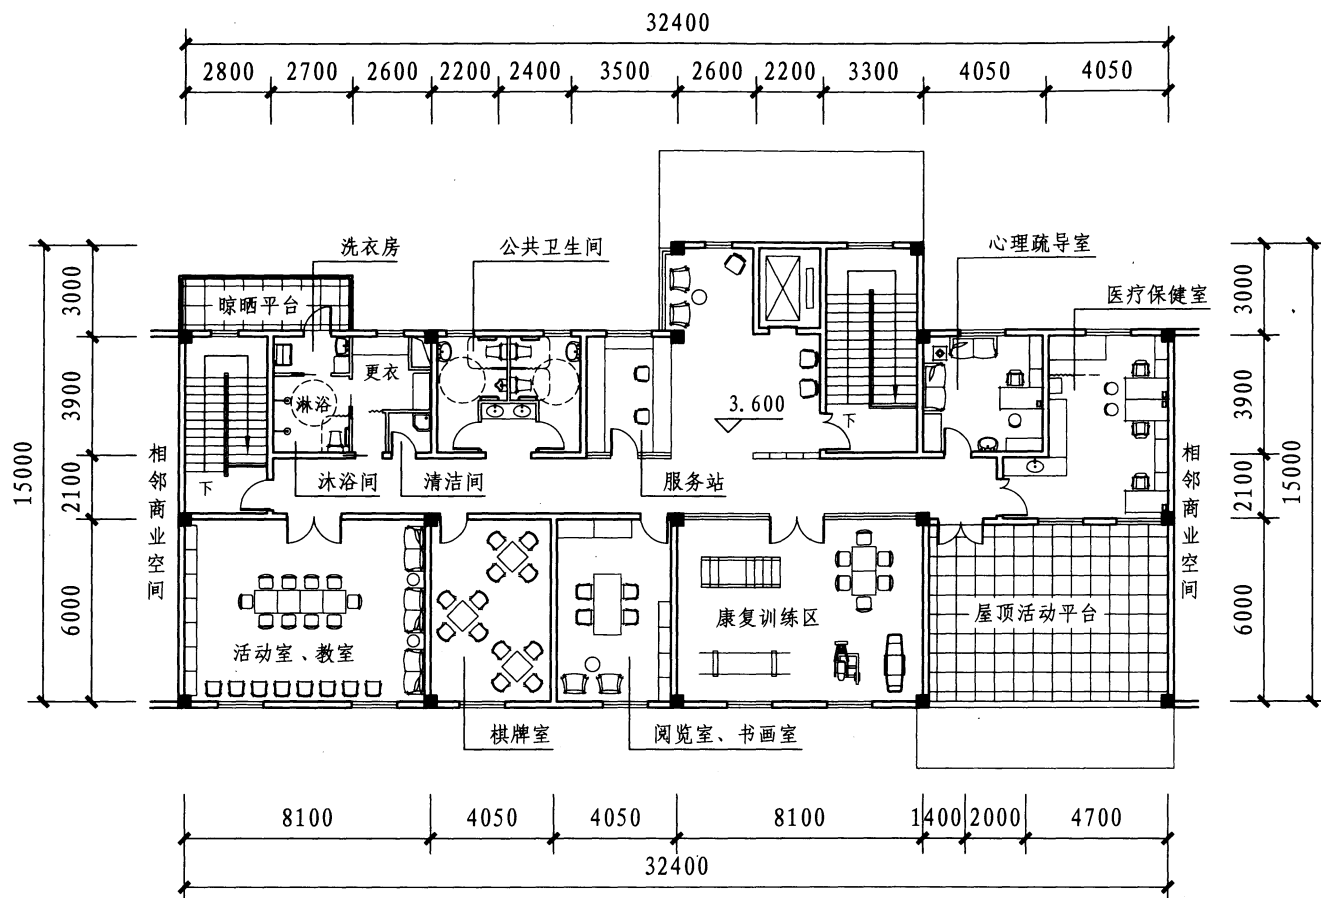 32400
2800 2700 2600 2200 2400 3500 2600 2200 3300 4050 4050
洗衣房
公共卫生间
心理疏导室
医疗保健室
晾晒平台
3000
3000
更衣
淋浴
3900
3900
3.600
下
下
15000
15000
相邻商业空间
相邻商业空间
沐浴间
清洁间
服务站
2100
2100
6000
6000
活动室、教室
康复训练区
屋顶活动平台
棋牌室
阅览室、书画室
8100 4050 4050 8100 1400 2000 4700
32400